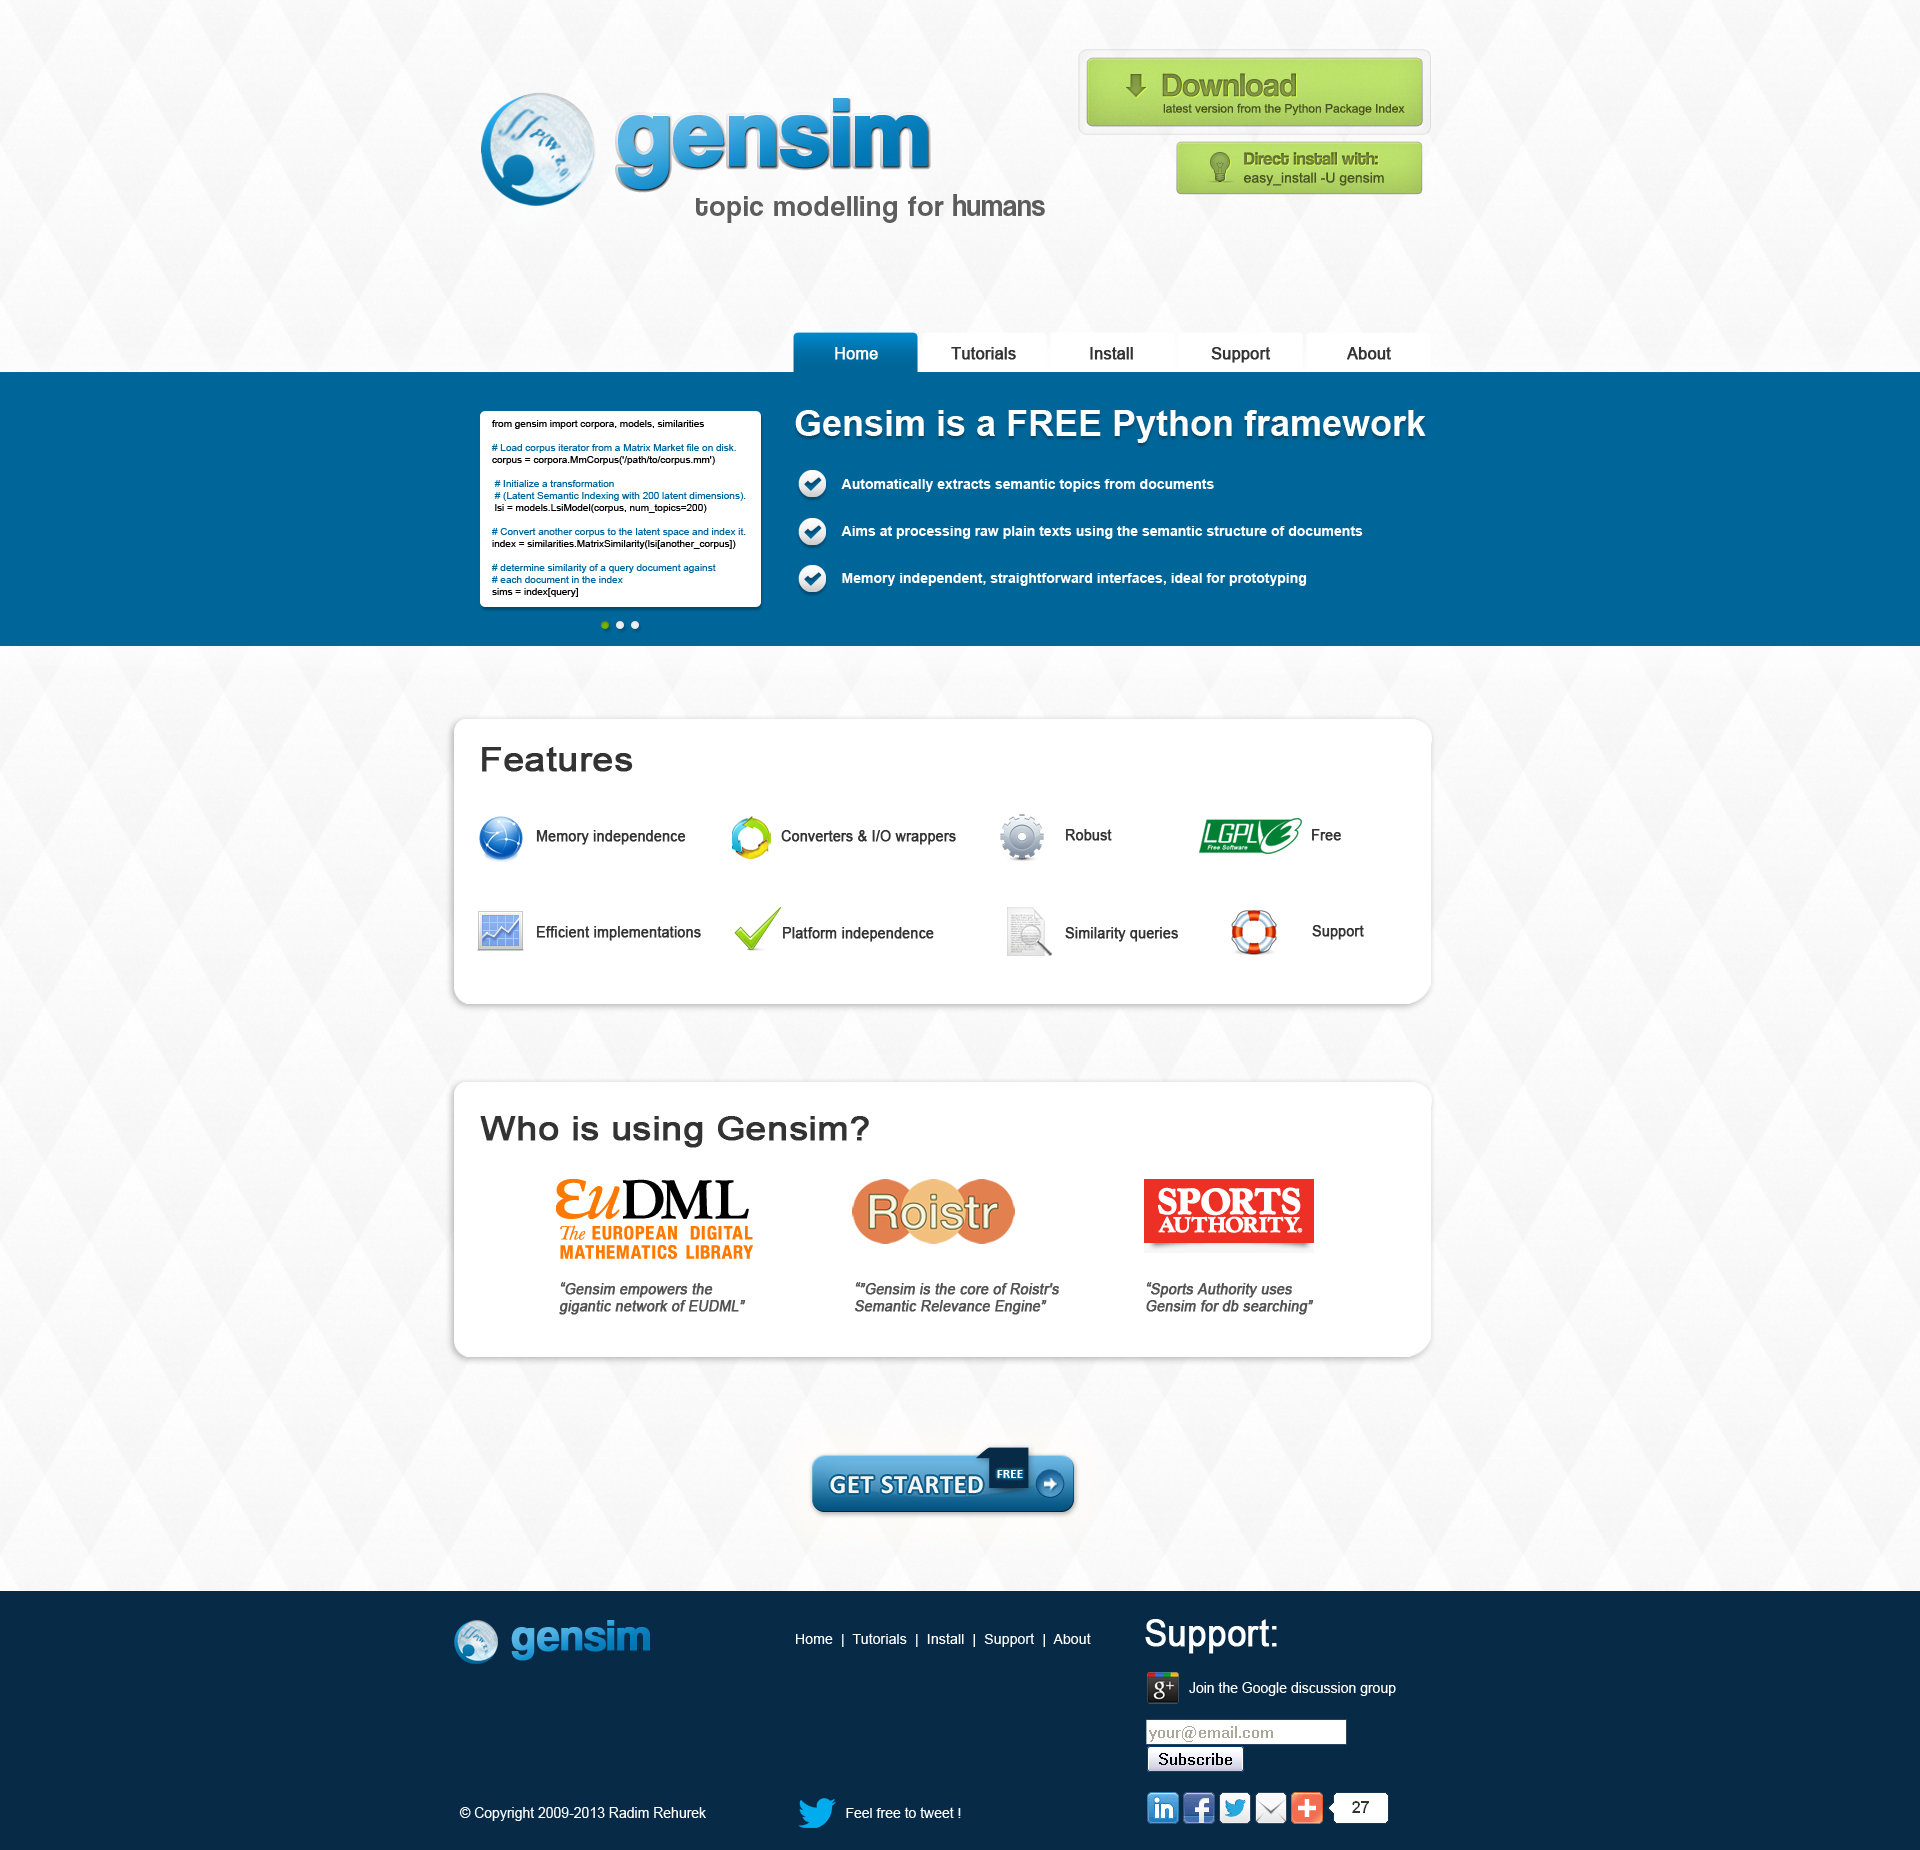 gensim
topic modelling for humans
Download
latest version from the Python Package Index
Direct install with:
easy_install -U gensim
Home
Tutorials
Install
Support
About
from gensim import corpora, models, similarities
# Load corpus iterator from a Matrix Market file on disk.
corpus = corpora.MmCorpus('/path/to/corpus.mm')
# Initialize a transformation
# (Latent Semantic Indexing with 200 latent dimensions).
lsi = models.LsiModel(corpus, num_topics=200)
# Convert another corpus to the latent space and index it.
index = similarities.MatrixSimilarity(lsi[another_corpus])
# determine similarity of a query document against
# each document in the index
sims = index[query]
Gensim is a FREE Python framework
Automatically extracts semantic topics from documents
Aims at processing raw plain texts using the semantic structure of documents
Memory independent, straightforward interfaces, ideal for prototyping
Features
Memory independence
Converters & I/O wrappers
Robust
LGPL3
Free Software
Free
Efficient implementations
Platform independence
Similarity queries
Support
Who is using Gensim?
EuDML
The EUROPEAN DIGITAL
MATHEMATICS LIBRARY
“Gensim empowers the
gigantic network of EUDML”
Roistr
“”Gensim is the core of Roistr's
Semantic Relevance Engine”
SPORTS
AUTHORITY.
“Sports Authority uses
Gensim for db searching”
GET STARTED
FREE
gensim
Home | Tutorials | Install | Support | About
Support:
g+
Join the Google discussion group
your@email.com
Subscribe
© Copyright 2009-2013 Radim Rehurek
Feel free to tweet !
in
f
27